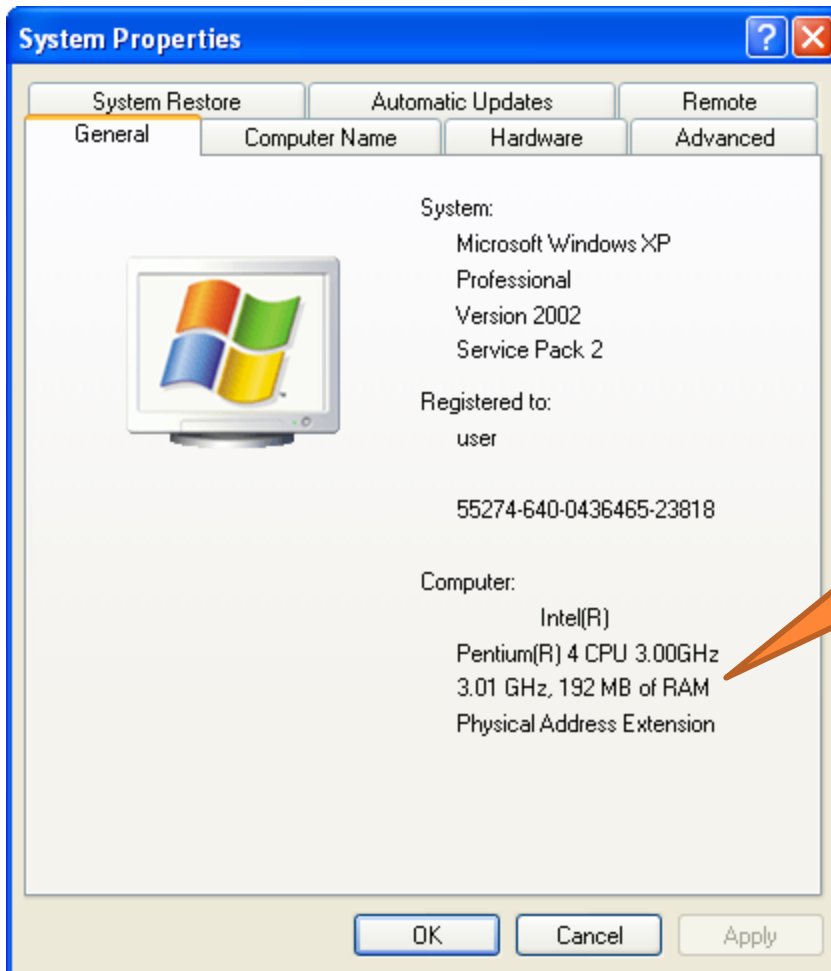 System Properties
System Restore Automatic Updates Remote
General Computer Name Hardware Advanced
System:
Microsoft Windows XP
Professional
Version 2002
Service Pack 2
Registered to:
user
55274-640-0436465-23818
Computer:
Intel(R)
Pentium(R) 4 CPU 3.00GHz
3.01 GHz, 192 MB of RAM
Physical Address Extension
OK Cancel Apply